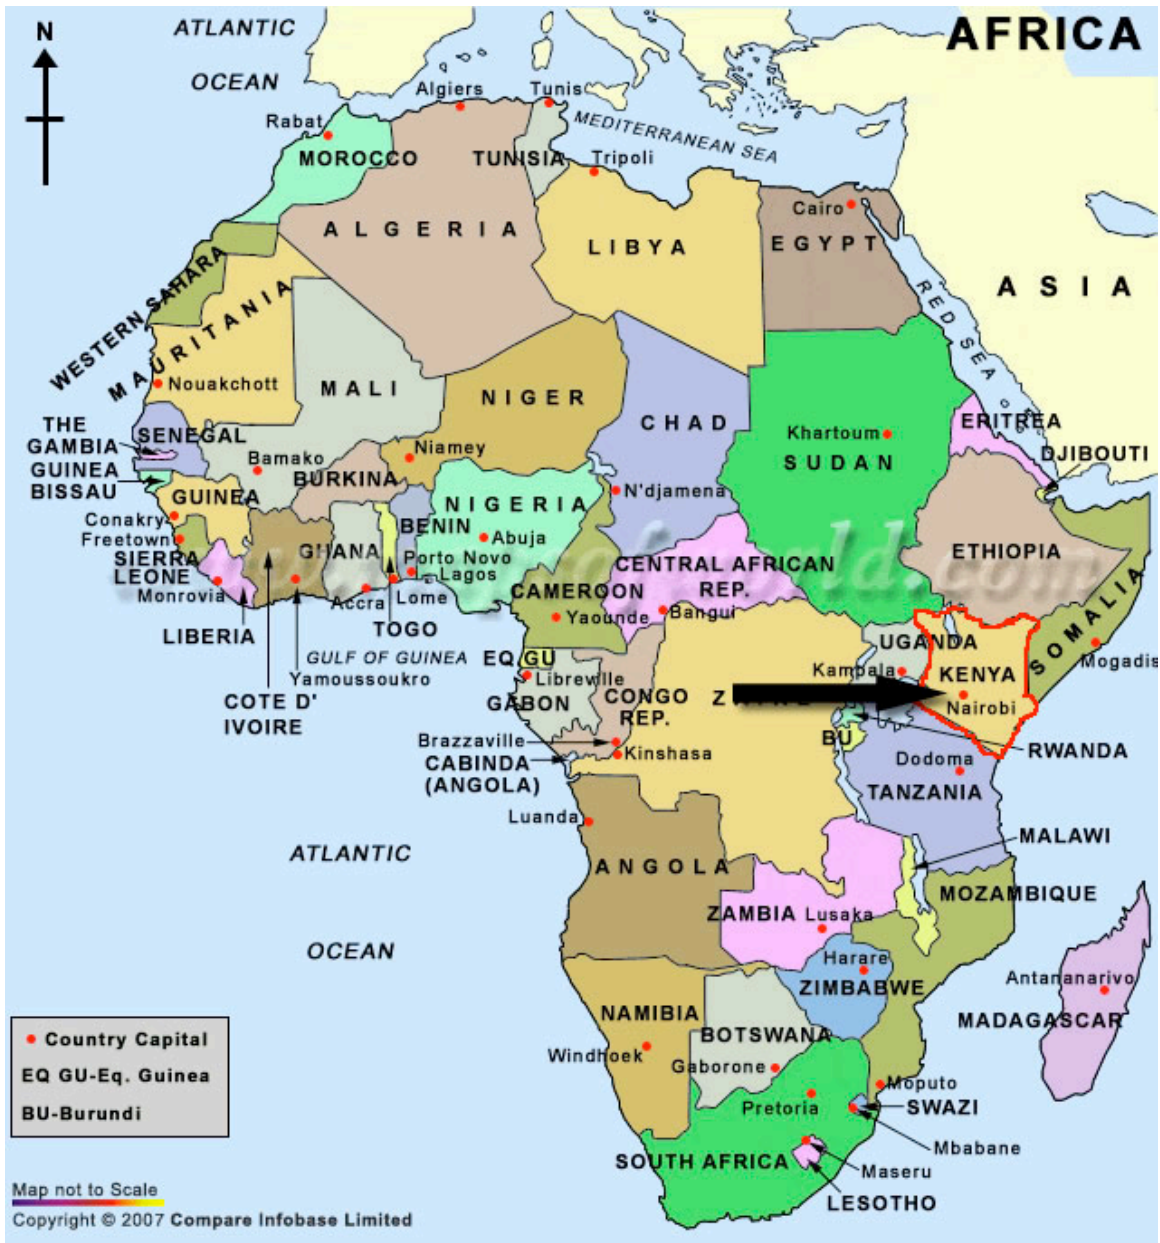 AFRICA
N
ATLANTIC
OCEAN
Algiers
Tunis
MEDITERRANEAN SEA
Rabat
MOROCCO
TUNISIA
Tripoli
Cairo
ALGERIA
LIBYA
EGYPT
ASIA
RED SEA
WESTERN SAHARA
MAURITANIA
Nouakchott
MALI
NIGER
CHAD
Khartoum
SUDAN
ERITREA
DJIBOUTI
THE
GAMBIA
SENEGAL
GUINEA
BISSAU
Bamako
BURKINA
Niamey
GUINEA
NIGERIA
N'djamena
Conakry
Freetown
SIERRA
LEONE
Monrovia
LIBERIA
GHANA
BENIN
Abuja
Porto Novo
Lagos
Accra
Lome
TOGO
CENTRAL AFRICAN
REP.
CAMEROON
Yaounde
Bangui
ETHIOPIA
SOMALIA
Mogadis
GULF OF GUINEA
Yamoussoukro
COTE D'
IVOIRE
EQ GU
Libreville
GABON
CONGO
REP.
UGANDA
Kampala
KENYA
Nairobi
Brazzaville
Kinshasa
CABINDA
(ANGOLA)
BU
RWANDA
Dodoma
TANZANIA
Luanda
ATLANTIC
OCEAN
ANGOLA
MALAWI
MOZAMBIQUE
ZAMBIA
Lusaka
Harare
ZIMBABWE
Antananarivo
MADAGASCAR
NAMIBIA
Windhoek
BOTSWANA
Gaborone
Moputo
Pretoria
SWAZI
Mbabane
SOUTH AFRICA
Maseru
LESOTHO
Country Capital
EQ GU-Eq. Guinea
BU-Burundi
Map not to Scale
Copyright © 2007 Compare Infobase Limited